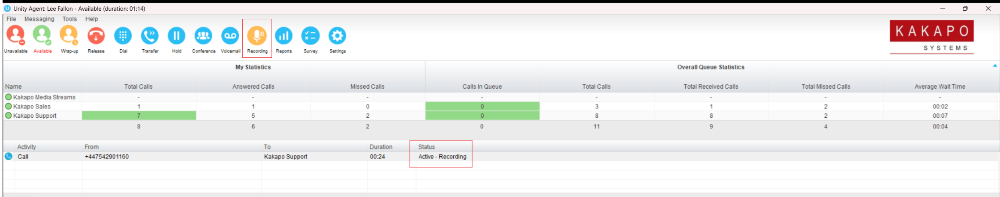 Unity Agent: Lee Fallon - Available (duration: 01:14)
File Messaging Tools Help
Unavailable Available Wrap-up Release Dial Transfer Hold Conference Voicemail Recording Reports Survey Settings
KAKAPO
SYSTEMS
My Statistics Overall Queue Statistics
Name Total Calls Answered Calls Missed Calls Calls In Queue Total Calls Total Received Calls Total Missed Calls Average Wait Time
Kakapo Media Streams - - - - - - - -
Kakapo Sales 1 1 0 0 3 1 2 00:02
Kakapo Support 7 5 2 0 8 8 2 00:07
8 6 2 0 11 9 4 00:04
Activity From To Duration Status
Call +447542901160 Kakapo Support 00:24 Active - Recording